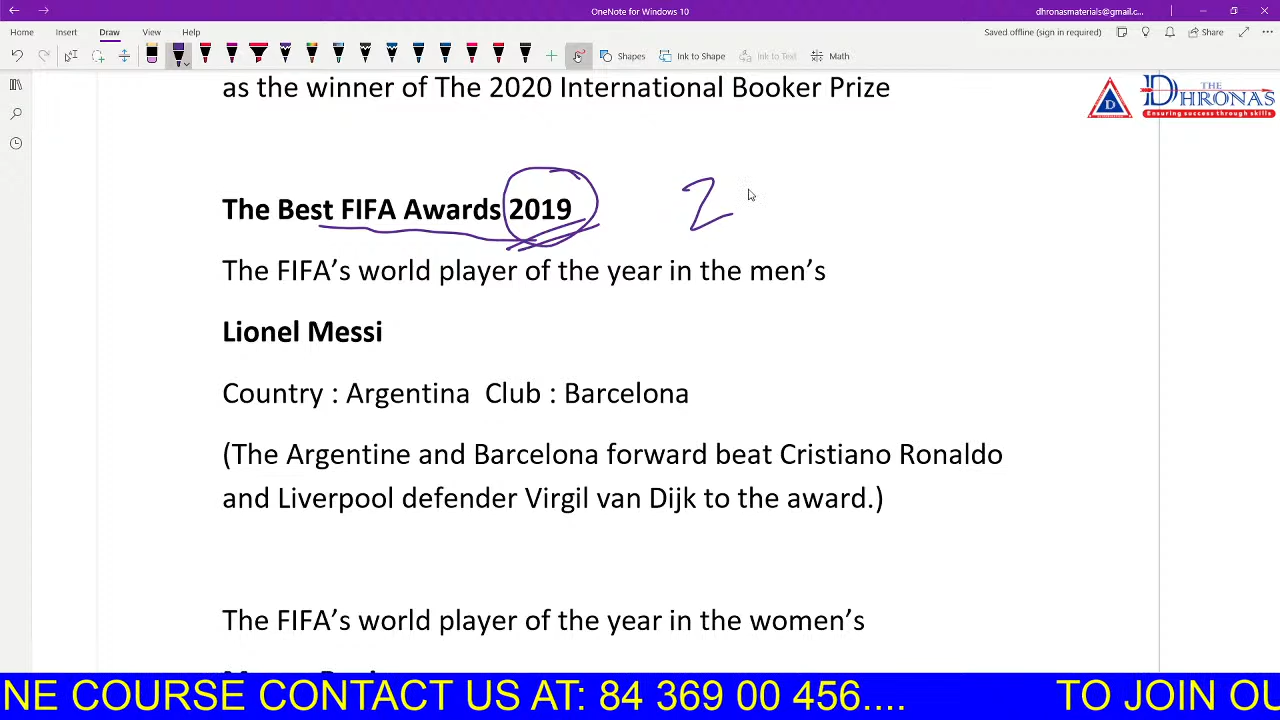 OneNote for Windows 10
dhronasmaterials@gmail.c...
Home Insert Draw View Help
Saved offline (sign in required) Share
Shapes Ink to Shape Ink to Text Math
as the winner of The 2020 International Booker Prize
THE
DHRONAS
Ensuring success through skills
The Best FIFA Awards 2019 2
The FIFA’s world player of the year in the men’s
Lionel Messi
Country : Argentina Club : Barcelona
(The Argentine and Barcelona forward beat Cristiano Ronaldo
and Liverpool defender Virgil van Dijk to the award.)
The FIFA’s world player of the year in the women’s
NE COURSE CONTACT US AT: 84 369 00 456.... TO JOIN OU